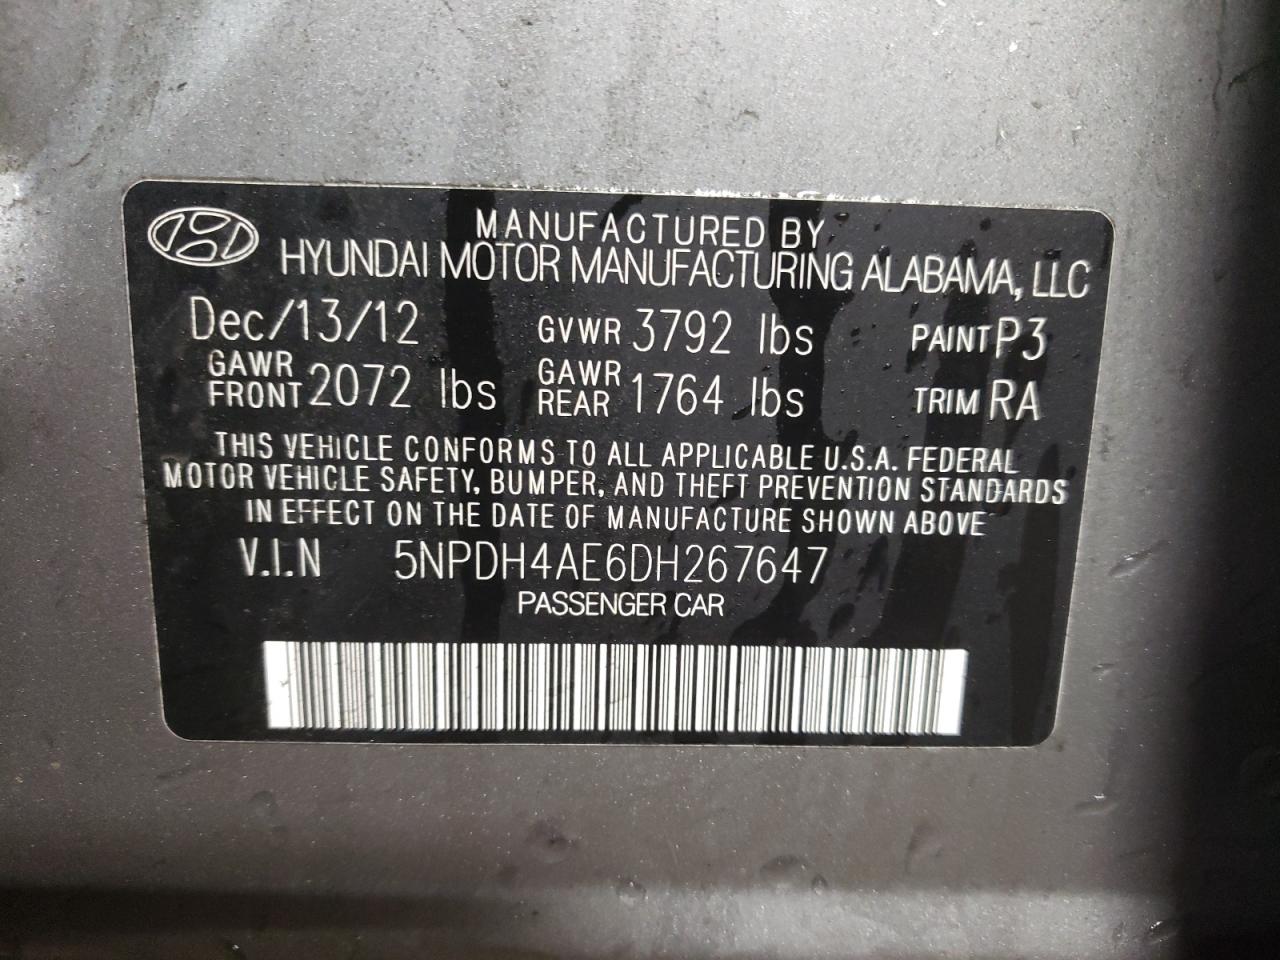 MANUFACTURED BY
HYUNDAI MOTOR MANUFACTURING ALABAMA, LLC
Dec/13/12 GVWR 3792 lbs PAINT P3
GAWR FRONT 2072 lbs GAWR REAR 1764 lbs TRIM RA
THIS VEHICLE CONFORMS TO ALL APPLICABLE U.S.A. FEDERAL
MOTOR VEHICLE SAFETY, BUMPER, AND THEFT PREVENTION STANDARDS
IN EFFECT ON THE DATE OF MANUFACTURE SHOWN ABOVE
V.I.N 5NPDH4AE6DH267647
PASSENGER CAR